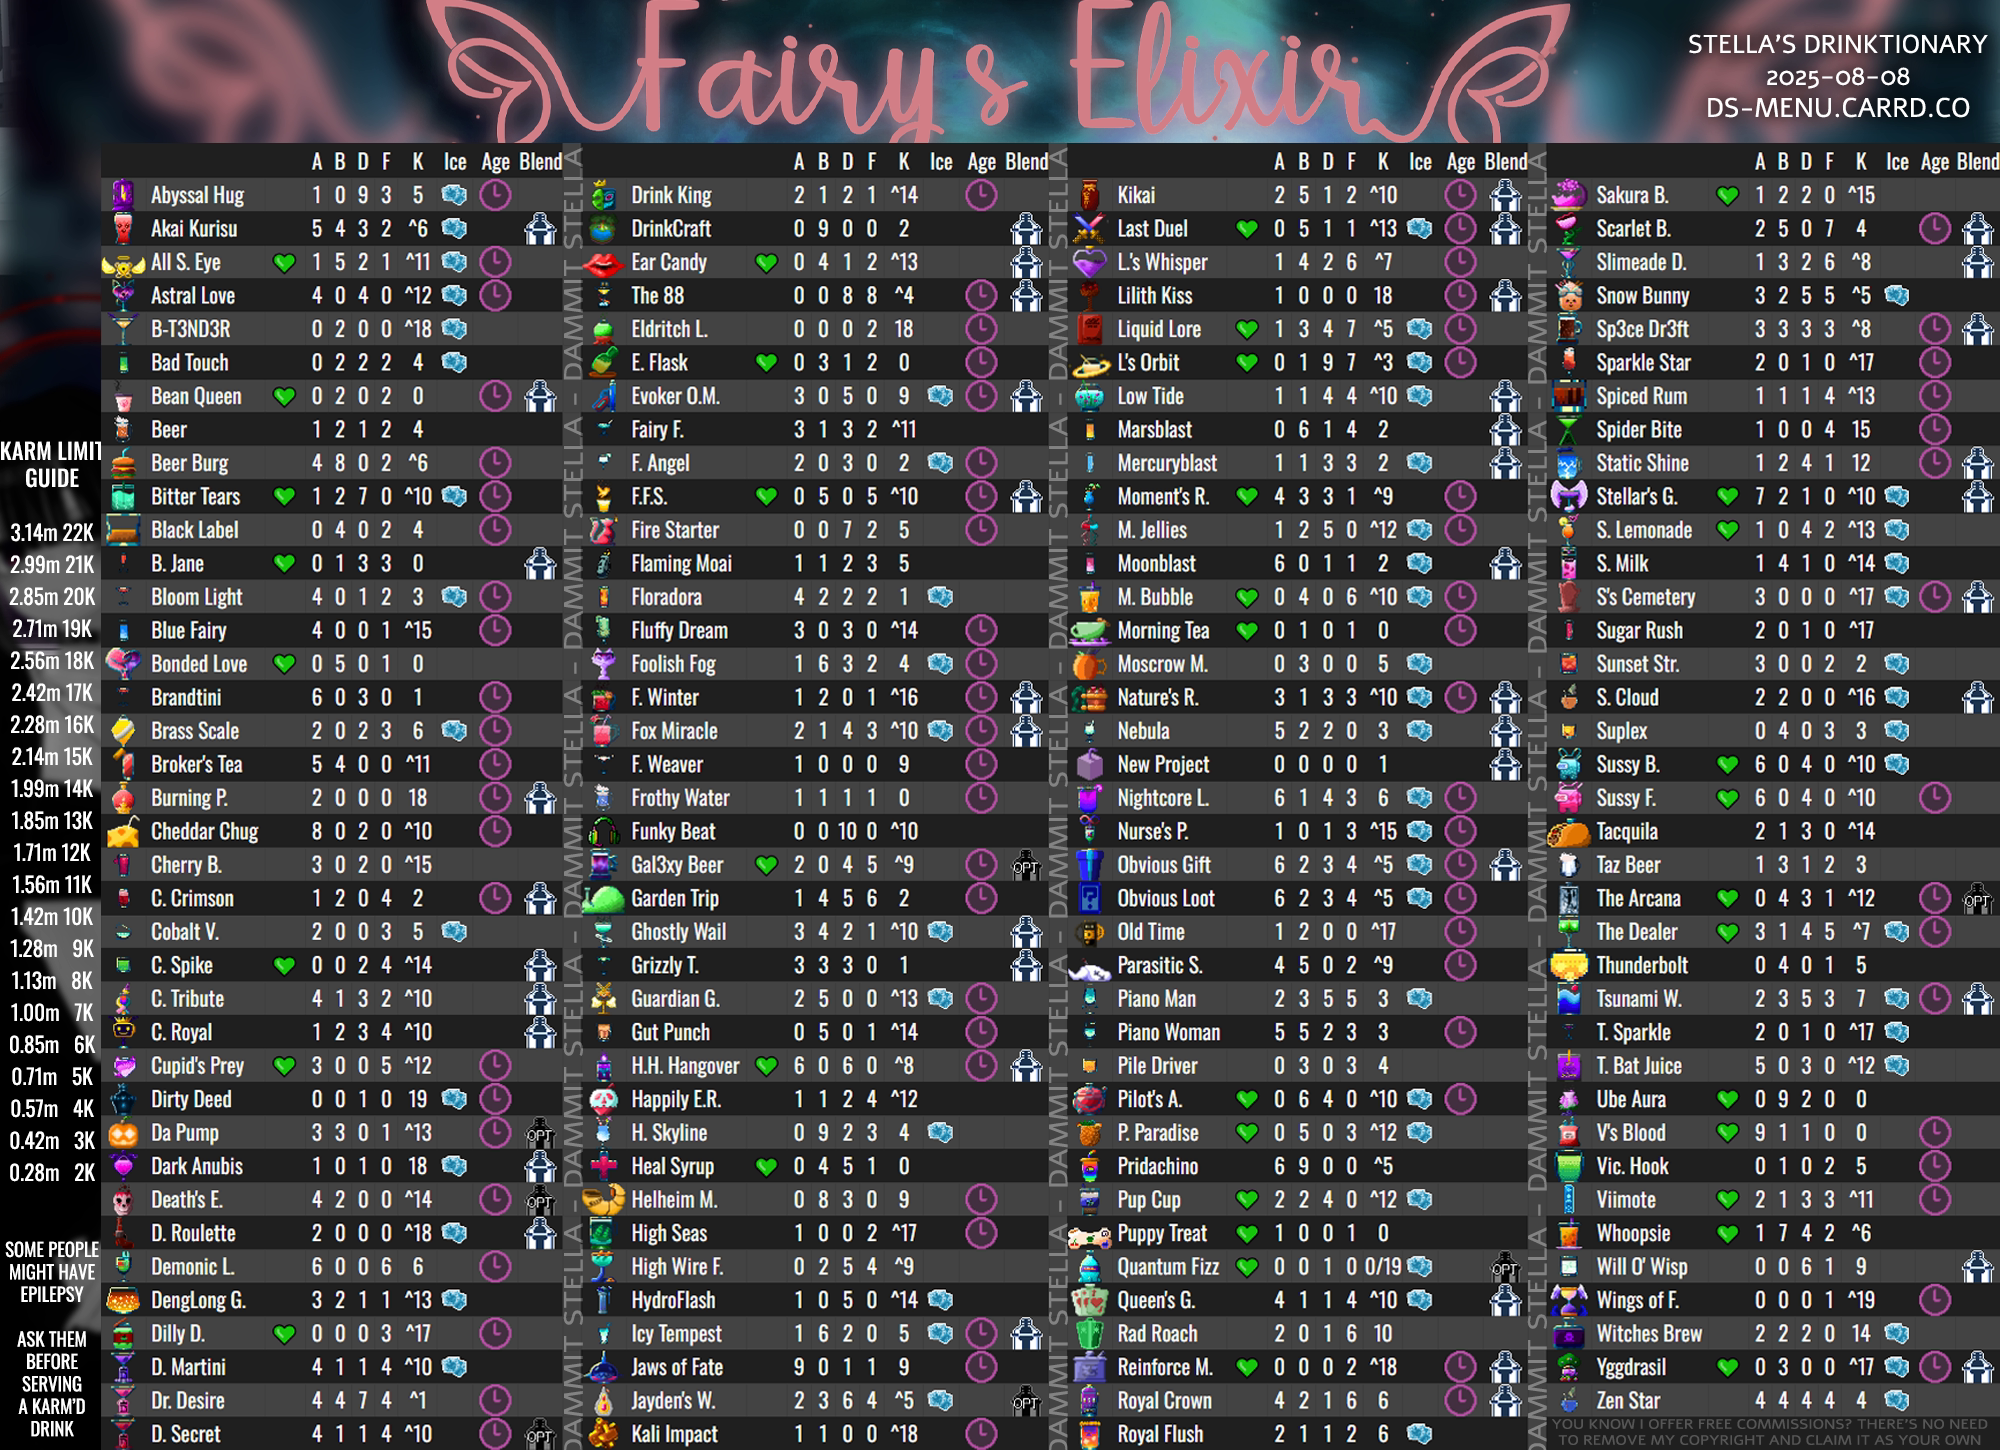 Fairy's Elixir
STELLA'S DRINKTIONARY
2025-08-08
DS-MENU.CARRD.CO
KARM LIMIT
GUIDE
3.14m 22K
2.99m 21K
2.85m 20K
2.71m 19K
2.56m 18K
2.42m 17K
2.28m 16K
2.14m 15K
1.99m 14K
1.85m 13K
1.71m 12K
1.56m 11K
1.42m 10K
1.28m 9K
1.13m 8K
1.00m 7K
0.85m 6K
0.71m 5K
0.57m 4K
0.42m 3K
0.28m 2K
SOME PEOPLE
MIGHT HAVE
EPILEPSY
ASK THEM
BEFORE
SERVING
A KARM'D
DRINK
A B D F K Ice Age Blend
Abyssal Hug 1 0 9 3 5
Akai Kurisu 5 4 3 2 ^6
All S. Eye 1 5 2 1 ^11
Astral Love 4 0 4 0 ^12
B-T3ND3R 0 2 0 0 ^18
Bad Touch 0 2 2 2 4
Bean Queen 0 2 0 2 0
Beer 1 2 1 2 4
Beer Burg 4 8 0 2 ^6
Bitter Tears 1 2 7 0 ^10
Black Label 0 4 0 2 4
B. Jane 0 1 3 3 0
Bloom Light 4 0 1 2 3
Blue Fairy 4 0 0 1 ^15
Bonded Love 0 5 0 1 0
Brandtini 6 0 3 0 1
Brass Scale 2 0 2 3 6
Broker's Tea 5 4 0 0 ^11
Burning P. 2 0 0 0 18
Cheddar Chug 8 0 2 0 ^10
Cherry B. 3 0 2 0 ^15
C. Crimson 1 2 0 4 2
Cobalt V. 2 0 0 3 5
C. Spike 0 0 2 4 ^14
C. Tribute 4 1 3 2 ^10
C. Royal 1 2 3 4 ^10
Cupid's Prey 3 0 0 5 ^12
Dirty Deed 0 0 1 0 19
Da Pump 3 3 0 1 ^13 OPT
Dark Anubis 1 0 1 0 18
Death's E. 4 2 0 0 ^14 OPT
D. Roulette 2 0 0 0 ^18
Demonic L. 6 0 0 6 6
DengLong G. 3 2 1 1 ^13
Dilly D. 0 0 0 3 ^17
D. Martini 4 1 1 4 ^10
Dr. Desire 4 4 7 4 ^1
D. Secret 4 1 1 4 ^10 OPT
A B D F K Ice Age Blend
Drink King 2 1 2 1 ^14
DrinkCraft 0 9 0 0 2
Ear Candy 0 4 1 2 ^13
The 88 0 0 8 8 ^4
Eldritch L. 0 0 0 2 18
E. Flask 0 3 1 2 0
Evoker O.M. 3 0 5 0 9
Fairy F. 3 1 3 2 ^11
F. Angel 2 0 3 0 2
F.F.S. 0 5 0 5 ^10
Fire Starter 0 0 7 2 5
Flaming Moai 1 1 2 3 5
Floradora 4 2 2 2 1
Fluffy Dream 3 0 3 0 ^14
Foolish Fog 1 6 3 2 4
F. Winter 1 2 0 1 ^16
Fox Miracle 2 1 4 3 ^10
F. Weaver 1 0 0 0 9
Frothy Water 1 1 1 1 0
Funky Beat 0 0 10 0 ^10
Gal3xy Beer 2 0 4 5 ^9 OPT
Garden Trip 1 4 5 6 2
Ghostly Wail 3 4 2 1 ^10
Grizzly T. 3 3 3 0 1
Guardian G. 2 5 0 0 ^13
Gut Punch 0 5 0 1 ^14
H.H. Hangover 6 0 6 0 ^8
Happily E.R. 1 1 2 4 ^12
H. Skyline 0 9 2 3 4
Heal Syrup 0 4 5 1 0
Helheim M. 0 8 3 0 9
High Seas 1 0 0 2 ^17
High Wire F. 0 2 5 4 ^9
HydroFlash 1 0 5 0 ^14
Icy Tempest 1 6 2 0 5
Jaws of Fate 9 0 1 1 9
Jayden's W. 2 3 6 4 ^5 OPT
Kali Impact 1 1 0 0 ^18
A B D F K Ice Age Blend
Kikai 2 5 1 2 ^10
Last Duel 0 5 1 1 ^13
L.'s Whisper 1 4 2 6 ^7
Lilith Kiss 1 0 0 0 18
Liquid Lore 1 3 4 7 ^5
L's Orbit 0 1 9 7 ^3
Low Tide 1 1 4 4 ^10
Marsblast 0 6 1 4 2
Mercuryblast 1 1 3 3 2
Moment's R. 4 3 3 1 ^9
M. Jellies 1 2 5 0 ^12
Moonblast 6 0 1 1 2
M. Bubble 0 4 0 6 ^10
Morning Tea 0 1 0 1 0
Moscrow M. 0 3 0 0 5
Nature's R. 3 1 3 3 ^10
Nebula 5 2 2 0 3
New Project 0 0 0 0 1
Nightcore L. 6 1 4 3 6
Nurse's P. 1 0 1 3 ^15
Obvious Gift 6 2 3 4 ^5
Obvious Loot 6 2 3 4 ^5
Old Time 1 2 0 0 ^17
Parasitic S. 4 5 0 2 ^9
Piano Man 2 3 5 5 3
Piano Woman 5 5 2 3 3
Pile Driver 0 3 0 3 4
Pilot's A. 0 6 4 0 ^10
P. Paradise 0 5 0 3 ^12
Pridachino 6 9 0 0 ^5
Pup Cup 2 2 4 0 ^12
Puppy Treat 1 0 0 1 0
Quantum Fizz 0 0 1 0 0/19 OPT
Queen's G. 4 1 1 4 ^10
Rad Roach 2 0 1 6 10
Reinforce M. 0 0 0 2 ^18
Royal Crown 4 2 1 6 6
Royal Flush 2 1 1 2 6
A B D F K Ice Age Blend
Sakura B. 1 2 2 0 ^15
Scarlet B. 2 5 0 7 4
Slimeade D. 1 3 2 6 ^8
Snow Bunny 3 2 5 5 ^5
Sp3ce Dr3ft 3 3 3 3 ^8
Sparkle Star 2 0 1 0 ^17
Spiced Rum 1 1 1 4 ^13
Spider Bite 1 0 0 4 15
Static Shine 1 2 4 1 12
Stellar's G. 7 2 1 0 ^10
S. Lemonade 1 0 4 2 ^13
S. Milk 1 4 1 0 ^14
S's Cemetery 3 0 0 0 ^17
Sugar Rush 2 0 1 0 ^17
Sunset Str. 3 0 0 2 2
S. Cloud 2 2 0 0 ^16
Suplex 0 4 0 3 3
Sussy B. 6 0 4 0 ^10
Sussy F. 6 0 4 0 ^10
Tacquila 2 1 3 0 ^14
Taz Beer 1 3 1 2 3
The Arcana 0 4 3 1 ^12 OPT
The Dealer 3 1 4 5 ^7
Thunderbolt 0 4 0 1 5
Tsunami W. 2 3 5 3 7
T. Sparkle 2 0 1 0 ^17
T. Bat Juice 5 0 3 0 ^12
Ube Aura 0 9 2 0 0
V's Blood 9 1 1 0 0
Vic. Hook 0 1 0 2 5
Viimote 2 1 3 3 ^11
Whoopsie 1 7 4 2 ^6
Will O' Wisp 0 0 6 1 9
Wings of F. 0 0 0 1 ^19
Witches Brew 2 2 2 0 14
Yggdrasil 0 3 0 0 ^17
Zen Star 4 4 4 4 4
YOU KNOW I OFFER FREE COMMISSIONS? THERE'S NO NEED
TO REMOVE MY COPYRIGHT AND CLAIM IT AS YOUR OWN
DAMMIT STELLA - DAMMIT STELLA - DAMMIT STELLA - DAMMIT STELLA
DAMMIT STELLA - DAMMIT STELLA - DAMMIT STELLA - DAMMIT STELLA
DAMMIT STELLA - DAMMIT STELLA - DAMMIT STELLA - DAMMIT STELLA